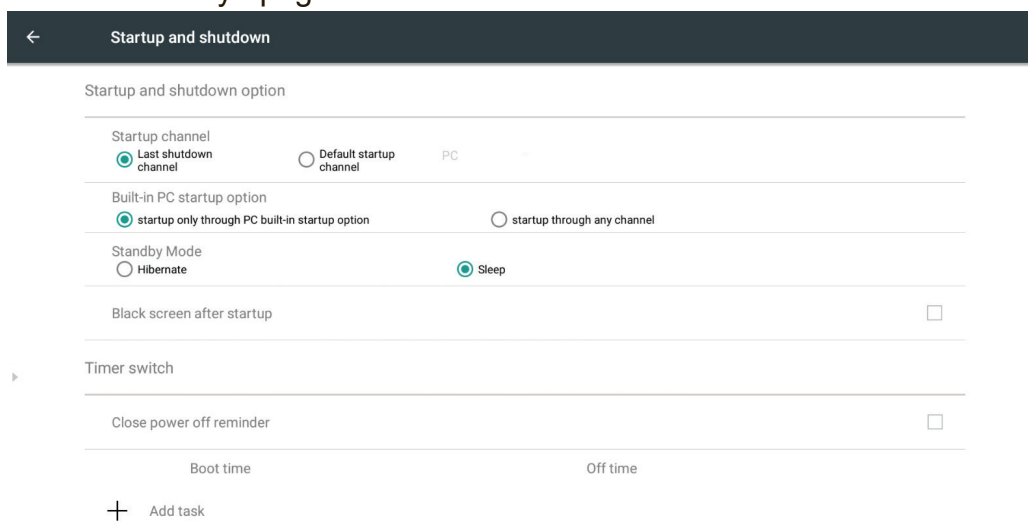 Startup and shutdown
Startup and shutdown option
Startup channel
Last shutdown
channel
Default startup
channel
PC
Built-in PC startup option
startup only through PC built-in startup option
startup through any channel
Standby Mode
Hibernate
Sleep
Black screen after startup
Timer switch
Close power off reminder
Boot time
Off time
Add task